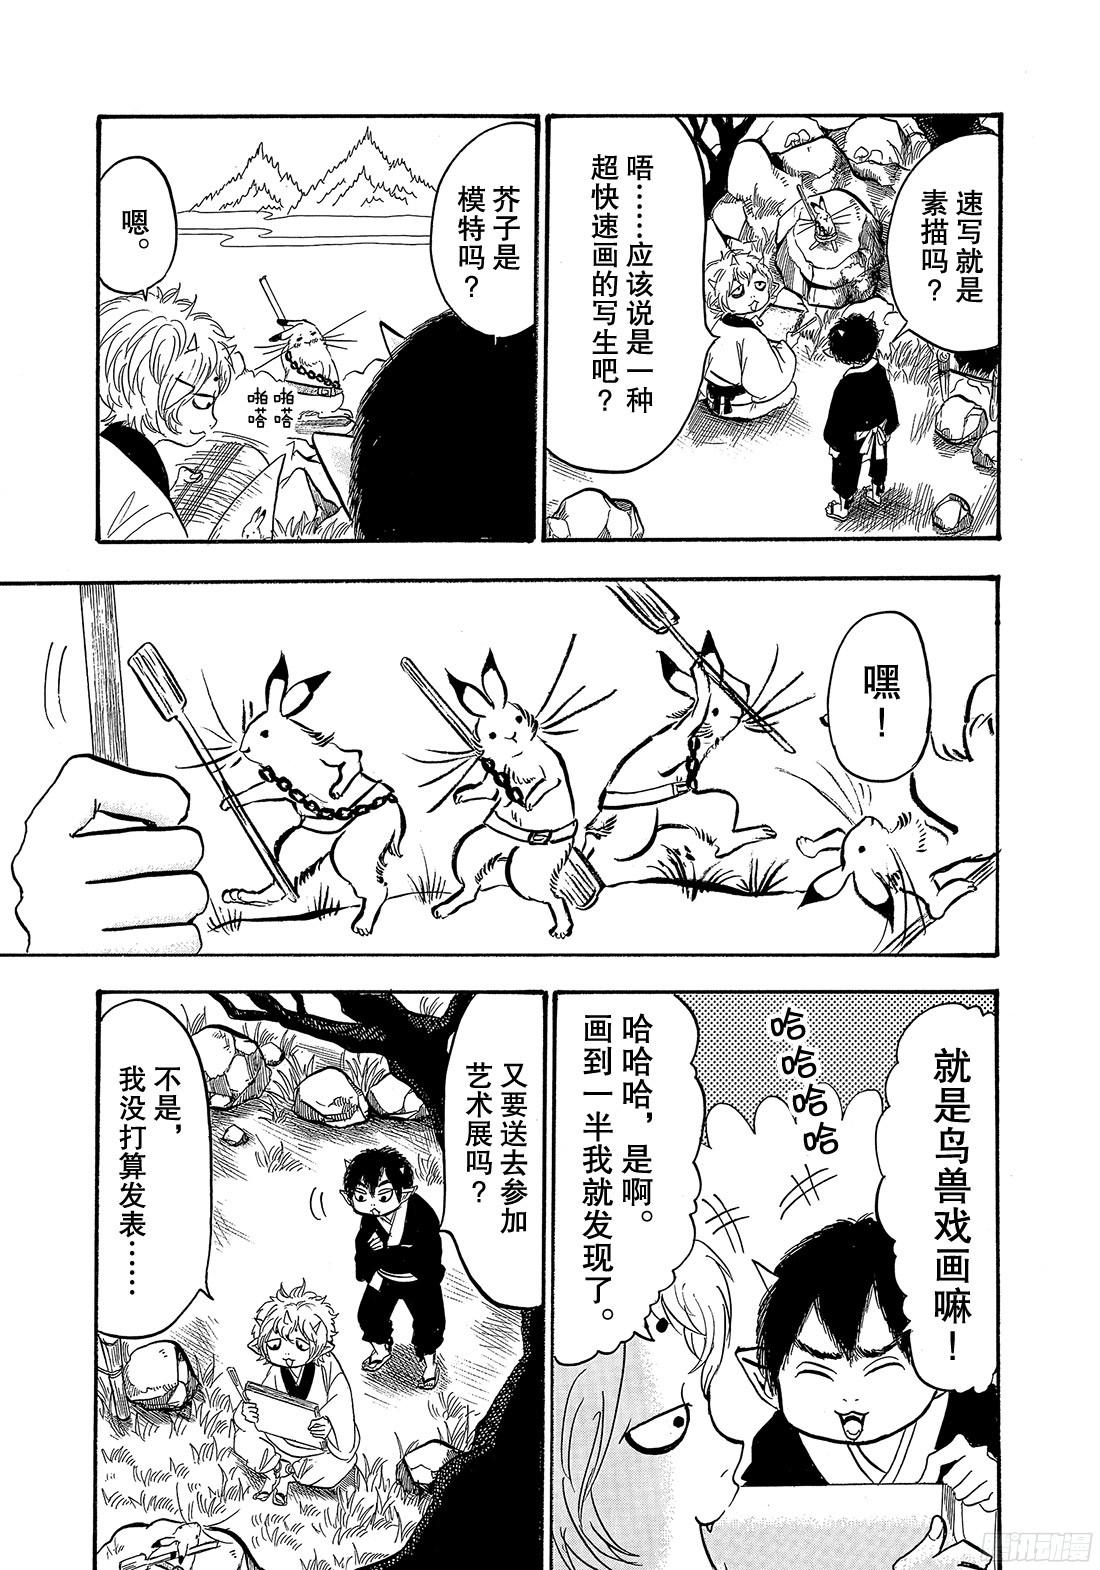 速写就是
素描吗？
唔……应该说是一种
超快速画的写生吧？
芥子是
模特吗？
嗯。
啪嗒
啪嗒
嘿！
就是鸟兽戏画嘛！
哈哈哈哈
哈哈哈，是啊。
画到一半我就发现了。
又要送去参加
艺术展吗？
不是，
我没打算发表……